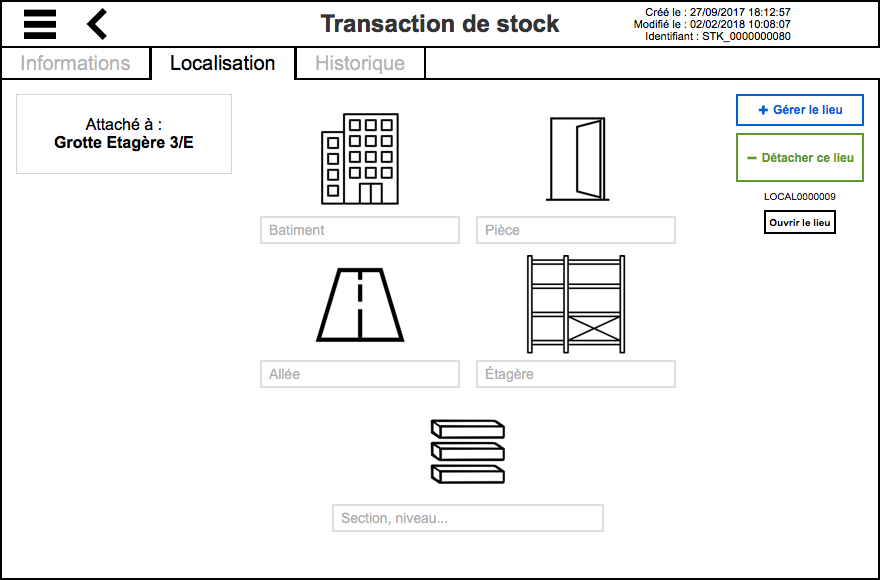 Transaction de stock
Créé le : 27/09/2017 18:12:57
Modifié le : 02/02/2018 10:08:07
Identifiant : STK_0000000080
Informations
Localisation
Historique
Attaché à :
Grotte Etagère 3/E
+ Gérer le lieu
− Détacher ce lieu
LOCAL0000009
Ouvrir le lieu
Batiment
Pièce
Allée
Étagère
Section, niveau...